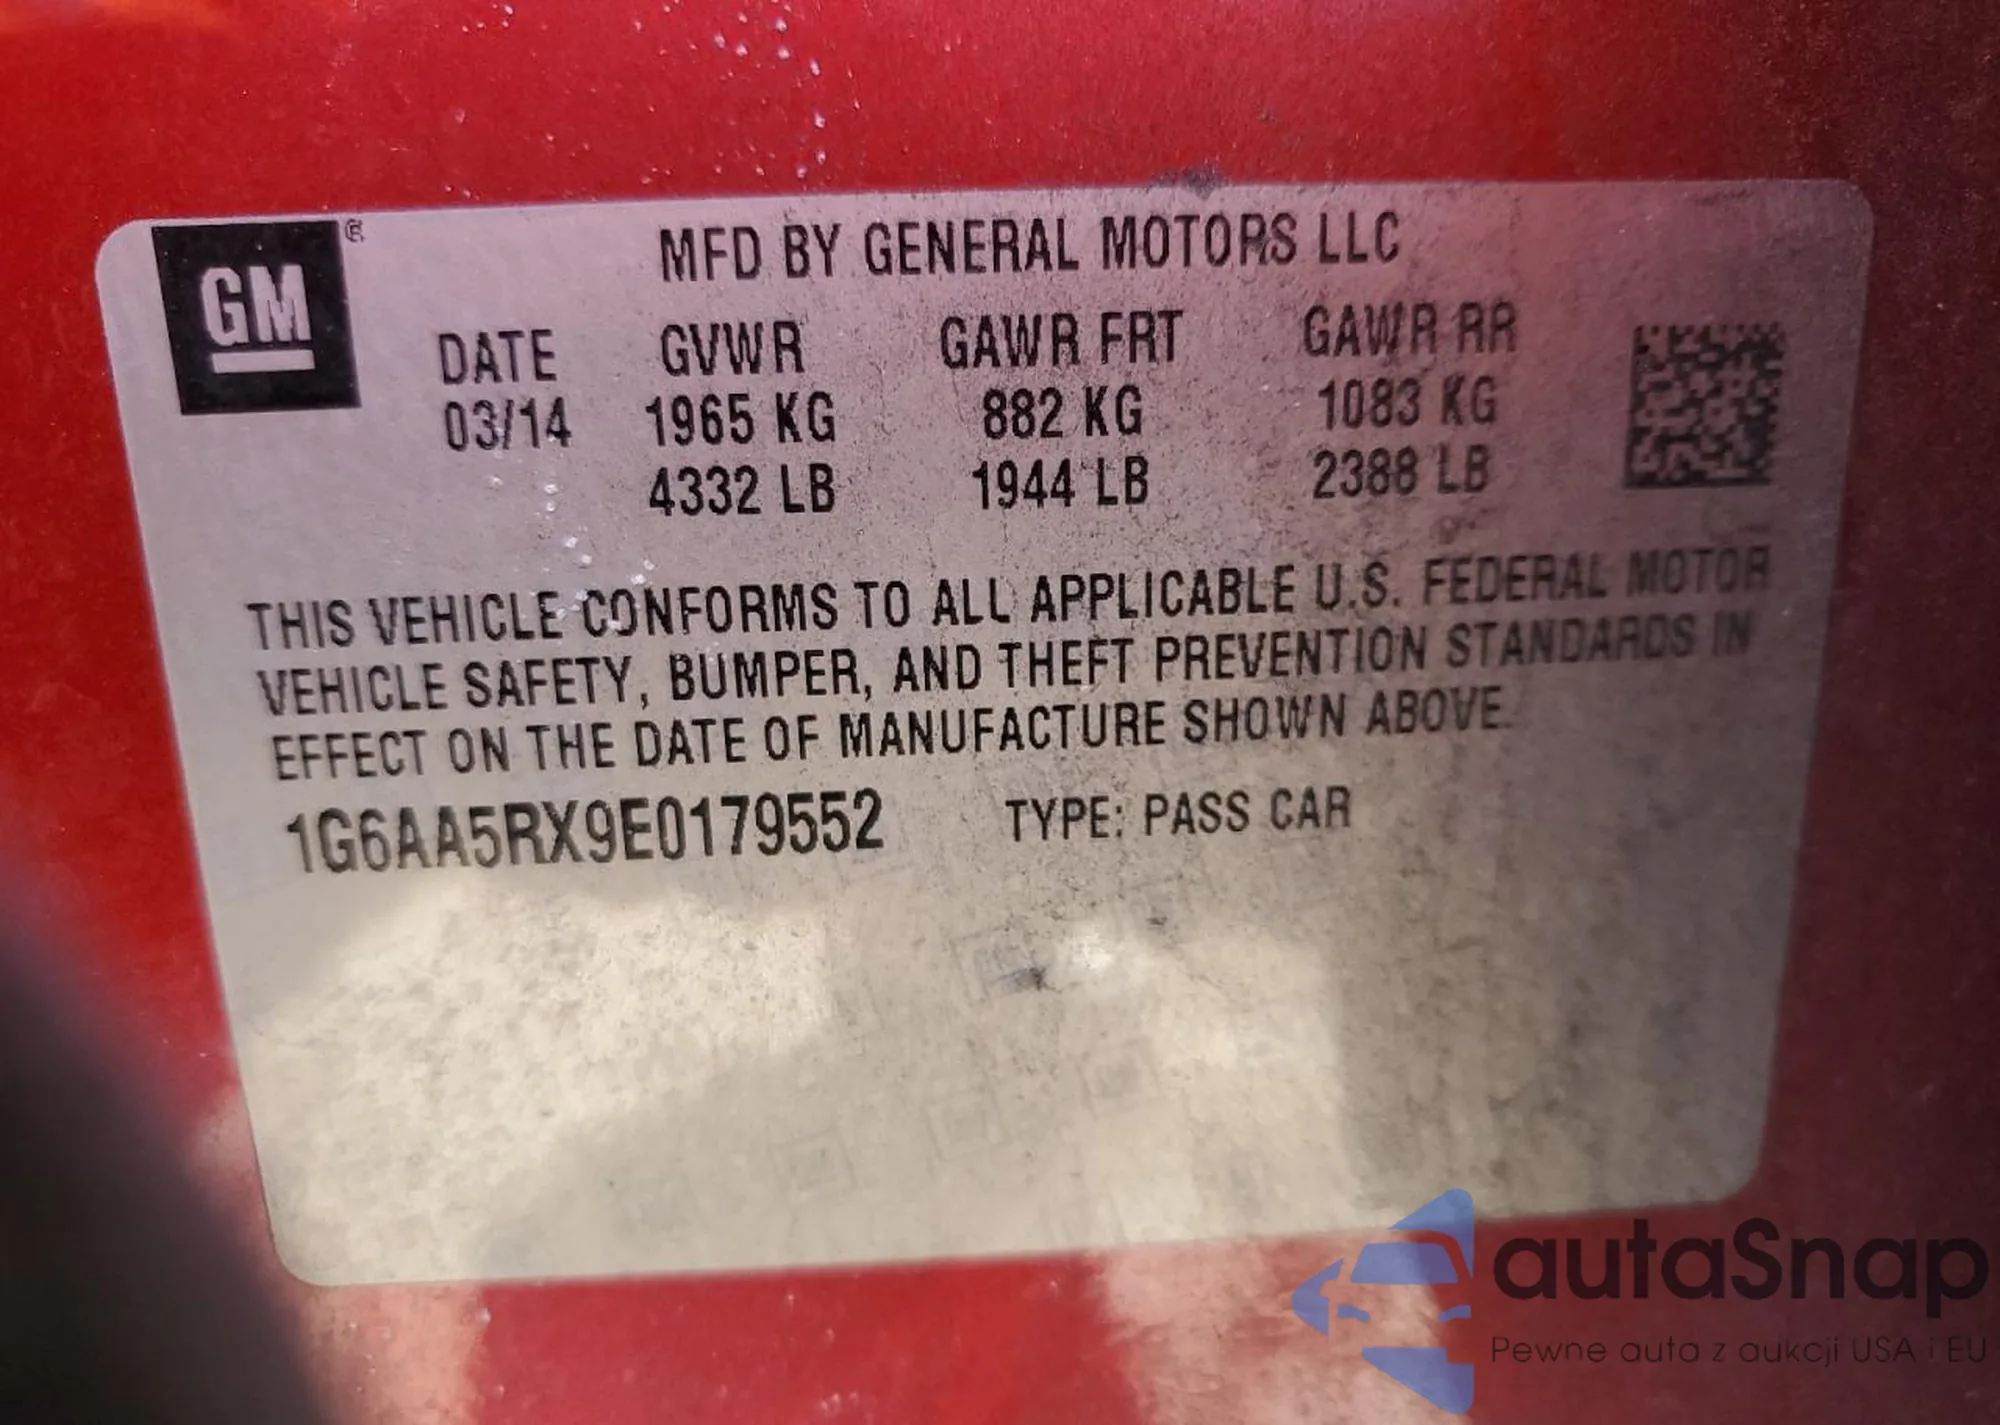 GM ®
MFD BY GENERAL MOTORS LLC
DATE GVWR GAWR FRT GAWR RR
03/14 1965 KG 882 KG 1083 KG
4332 LB 1944 LB 2388 LB
THIS VEHICLE CONFORMS TO ALL APPLICABLE U.S. FEDERAL MOTOR
VEHICLE SAFETY, BUMPER, AND THEFT PREVENTION STANDARDS IN
EFFECT ON THE DATE OF MANUFACTURE SHOWN ABOVE.
1G6AA5RX9E0179552 TYPE: PASS CAR
autaSnap
Pewne auta z aukcji USA i EU